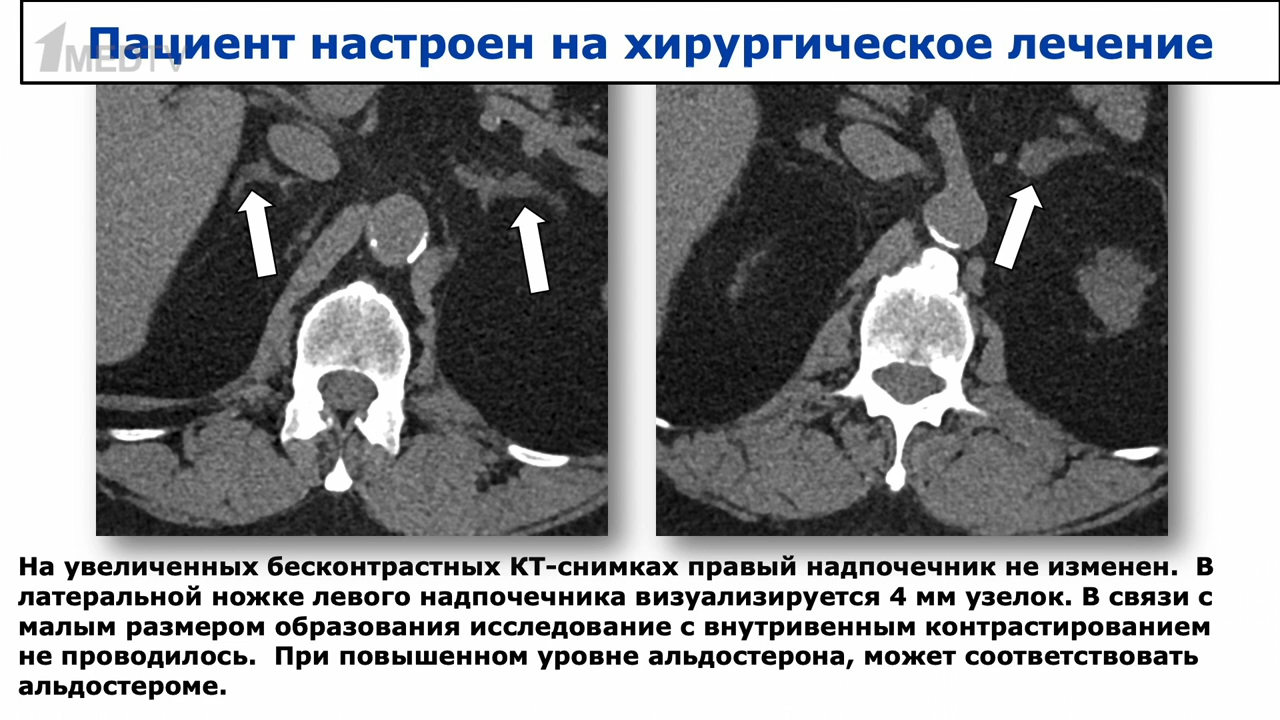 1MEDTV
Пациент настроен на хирургическое лечение
На увеличенных бесконтрастных КТ-снимках правый надпочечник не изменен. В
латеральной ножке левого надпочечника визуализируется 4 мм узелок. В связи с
малым размером образования исследование с внутривенным контрастированием
не проводилось. При повышенном уровне альдостерона, может соответствовать
альдостероме.